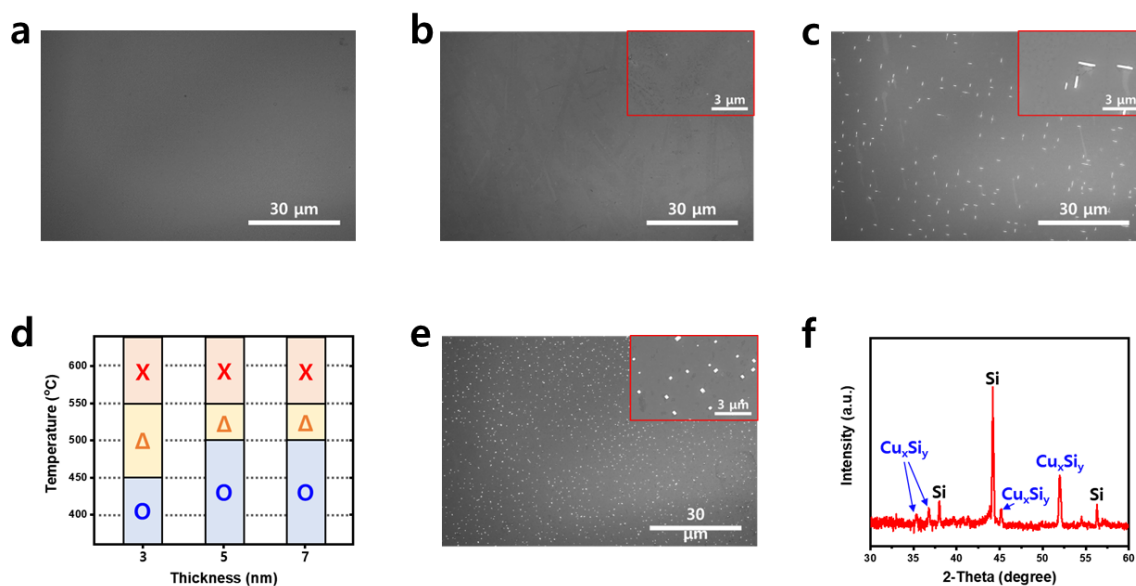 a
30 μm
b
3 μm
30 μm
c
3 μm
30 μm
d
Temperature (°C)
600
550
500
450
400
X
X
X
Δ
Δ
Δ
O
O
O
3
5
7
Thickness (nm)
e
3 μm
30
μm
f
Intensity (a.u.)
Si
CuxSiy
Si
CuxSiy
CuxSiy
Si
30
35
40
45
50
55
60
2-Theta (degree)